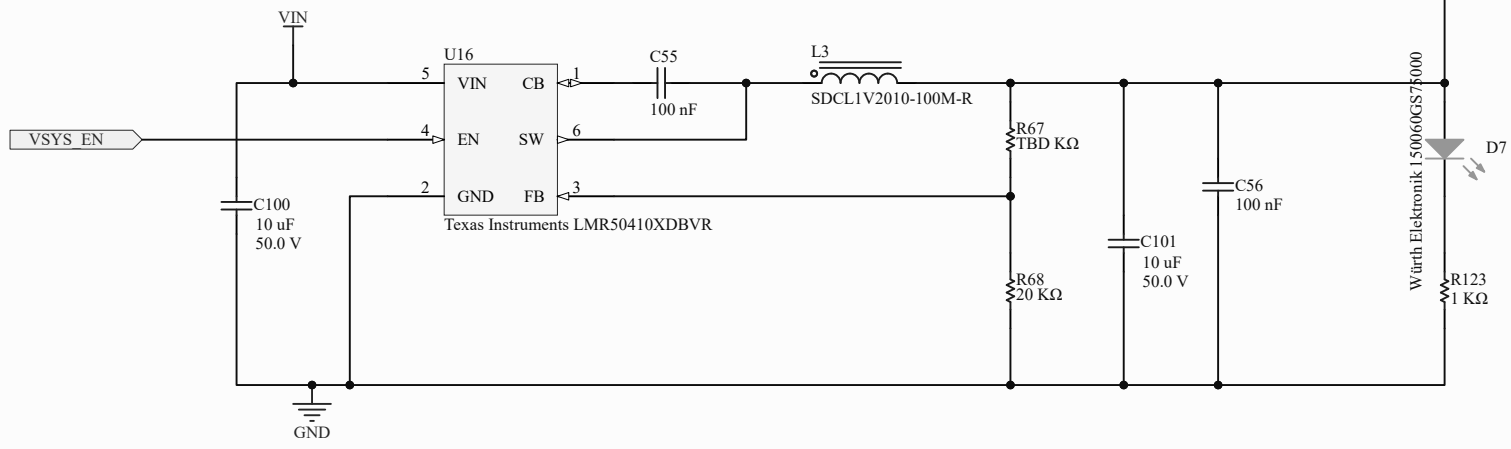 VIN
U16
5
VIN
CB
1
C55
100 nF
L3
SDCL1V2010-100M-R
VSYS_EN
4
EN
SW
6
2
GND
FB
3
Texas Instruments LMR50410XDBVR
C100
10 uF
50.0 V
R67
TBD KΩ
R68
20 KΩ
C101
10 uF
50.0 V
C56
100 nF
Würth Elektronik 150060GS75000
D7
R123
1 KΩ
GND